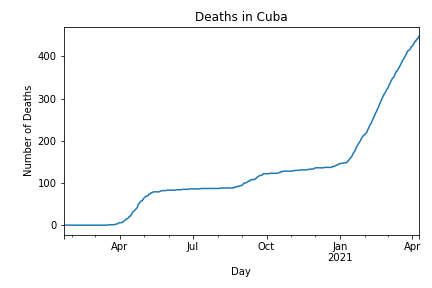 Deaths in Cuba
Number of Deaths
400
300
200
100
0
Apr
Jul
Oct
Jan
2021
Apr
Day